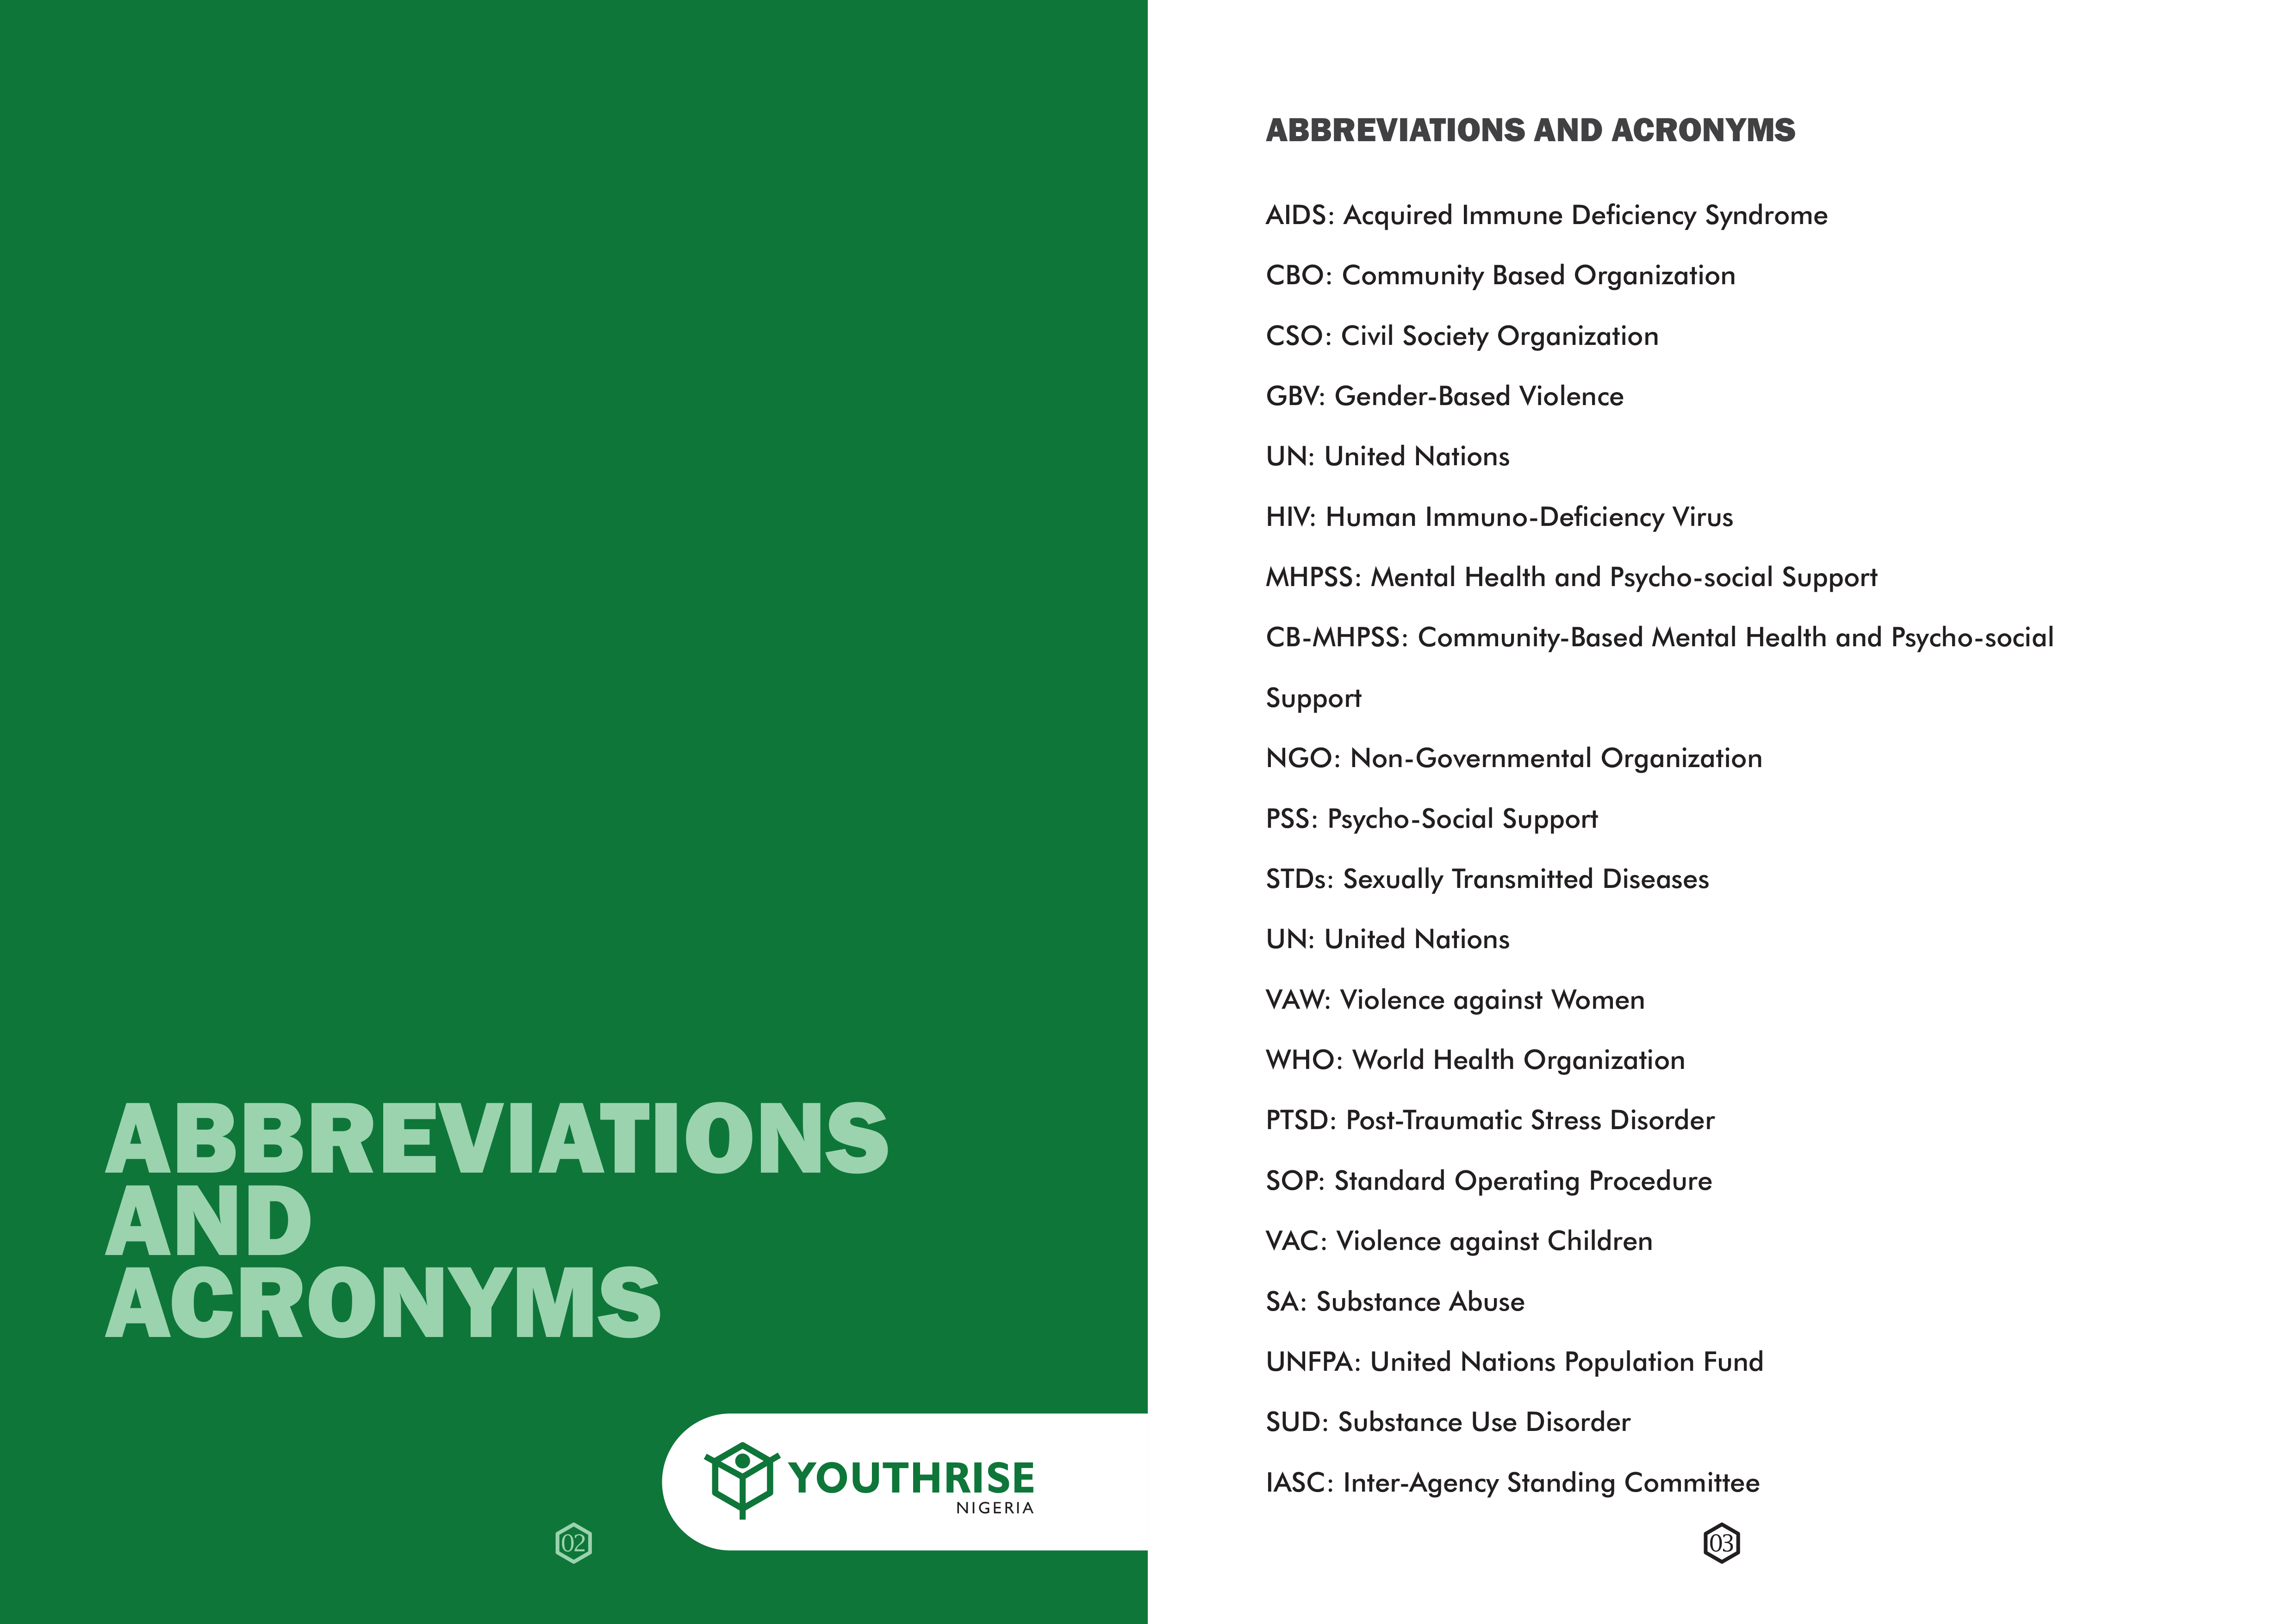 ABBREVIATIONS
AND
ACRONYMS
YOUTHRISE
NIGERIA
02
ABBREVIATIONS AND ACRONYMS
AIDS: Acquired Immune Deficiency Syndrome
CBO: Community Based Organization
CSO: Civil Society Organization
GBV: Gender-Based Violence
UN: United Nations
HIV: Human Immuno-Deficiency Virus
MHPSS: Mental Health and Psycho-social Support
CB-MHPSS: Community-Based Mental Health and Psycho-social
Support
NGO: Non-Governmental Organization
PSS: Psycho-Social Support
STDs: Sexually Transmitted Diseases
UN: United Nations
VAW: Violence against Women
WHO: World Health Organization
PTSD: Post-Traumatic Stress Disorder
SOP: Standard Operating Procedure
VAC: Violence against Children
SA: Substance Abuse
UNFPA: United Nations Population Fund
SUD: Substance Use Disorder
IASC: Inter-Agency Standing Committee
03